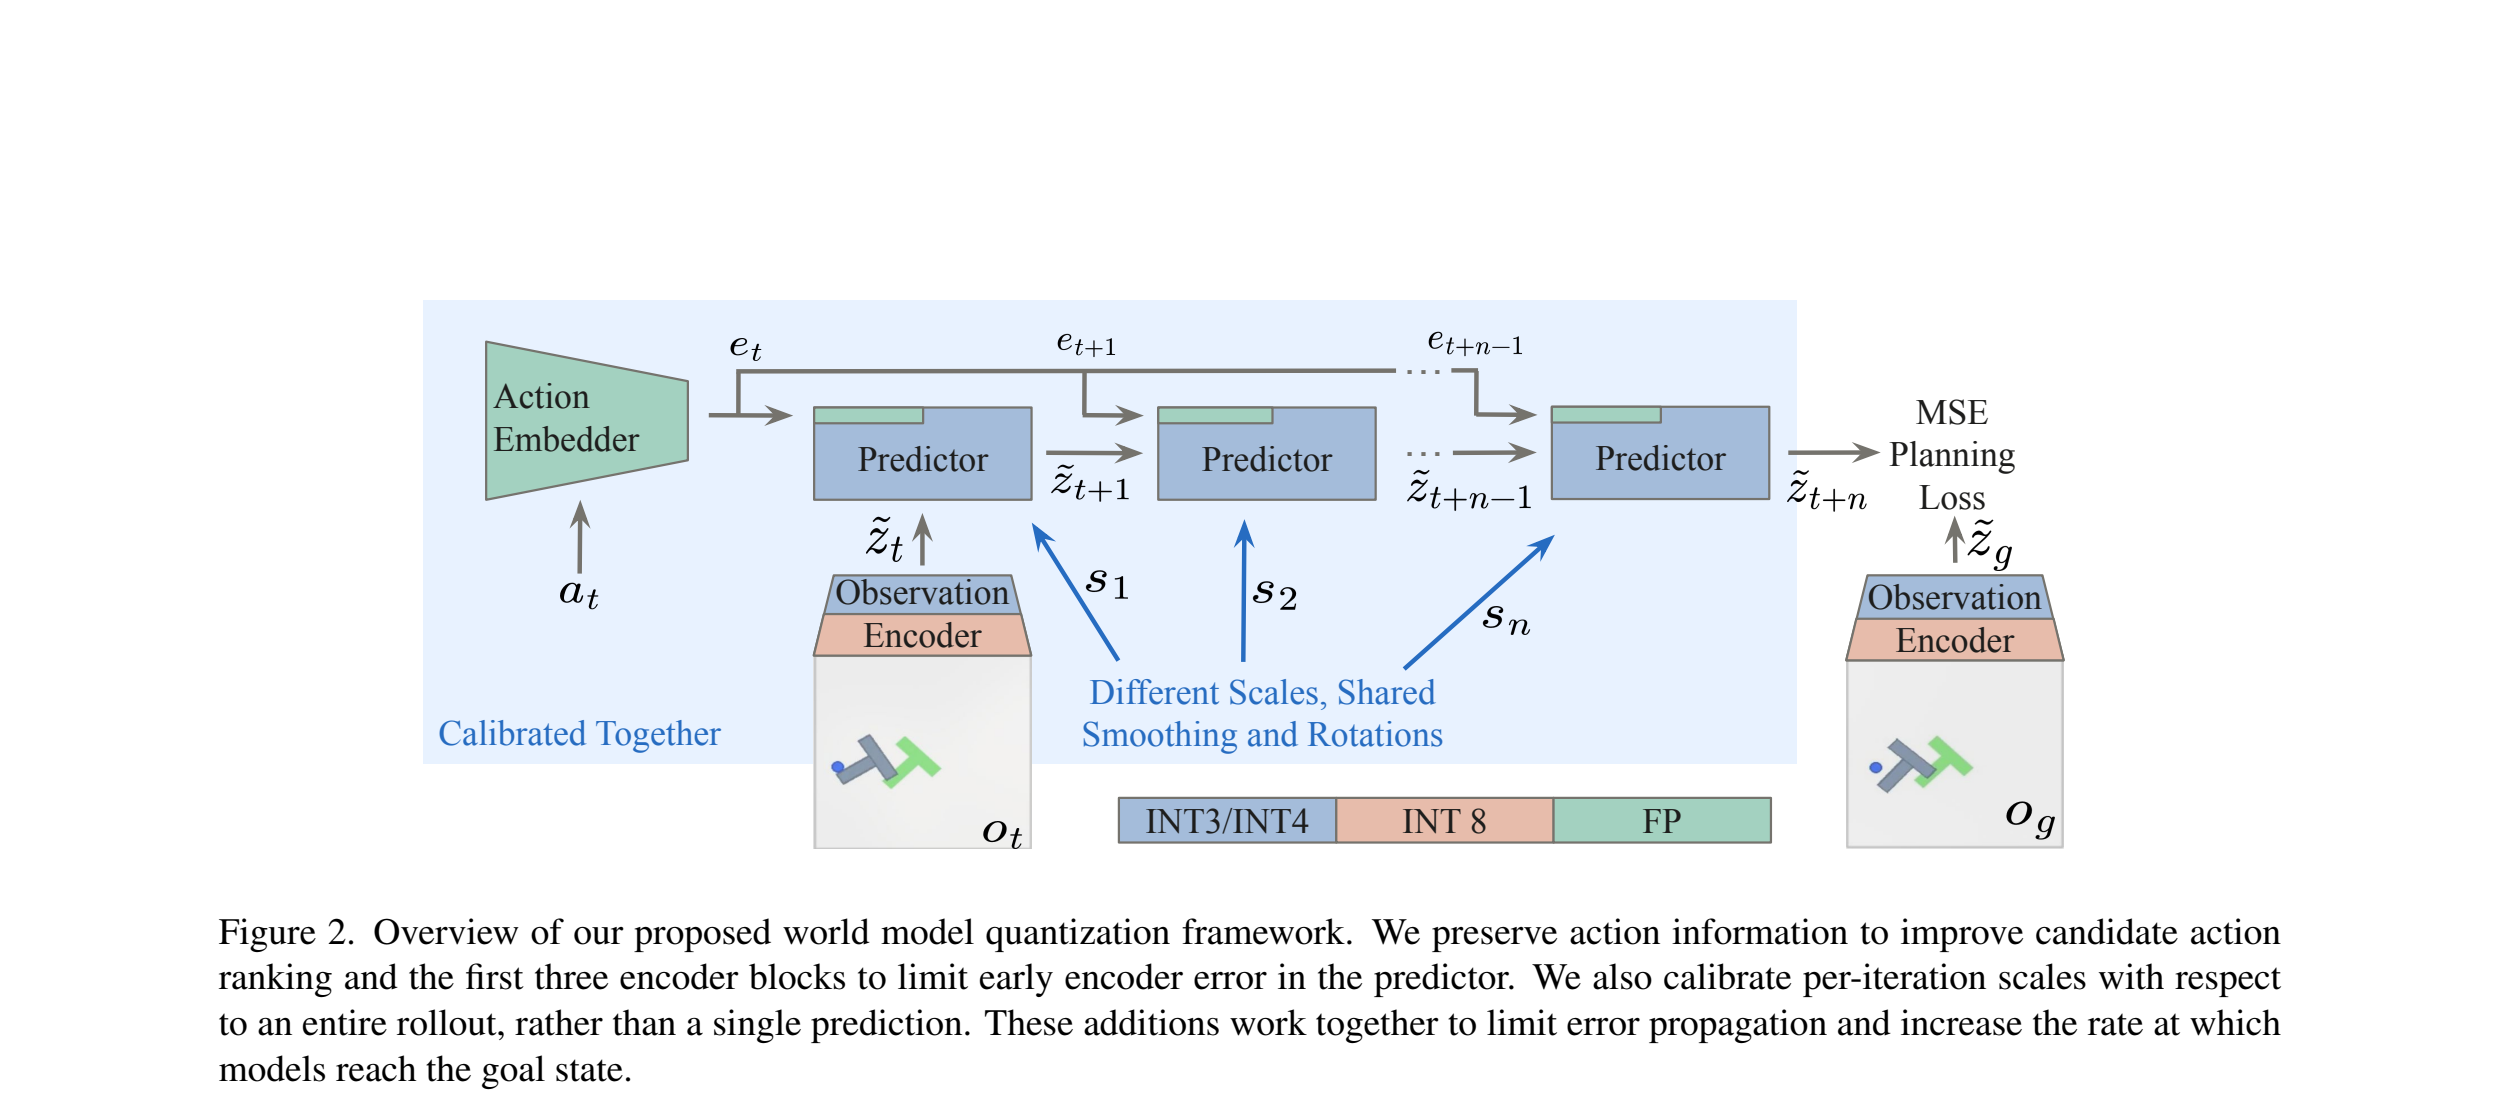 e_t
e_{t+1}
e_{t+n−1}
Action
Embedder
Predictor
Predictor
Predictor
MSE
Planning
Loss
z̃_{t+1}
z̃_{t+n−1}
z̃_{t+n}
z̃_t
z̃_g
a_t
s_1
s_2
s_n
Observation
Encoder
Observation
Encoder
Different Scales, Shared
Smoothing and Rotations
Calibrated Together
o_t
o_g
INT3/INT4 INT 8 FP
Figure 2. Overview of our proposed world model quantization framework. We preserve action information to improve candidate action
ranking and the first three encoder blocks to limit early encoder error in the predictor. We also calibrate per-iteration scales with respect
to an entire rollout, rather than a single prediction. These additions work together to limit error propagation and increase the rate at which
models reach the goal state.